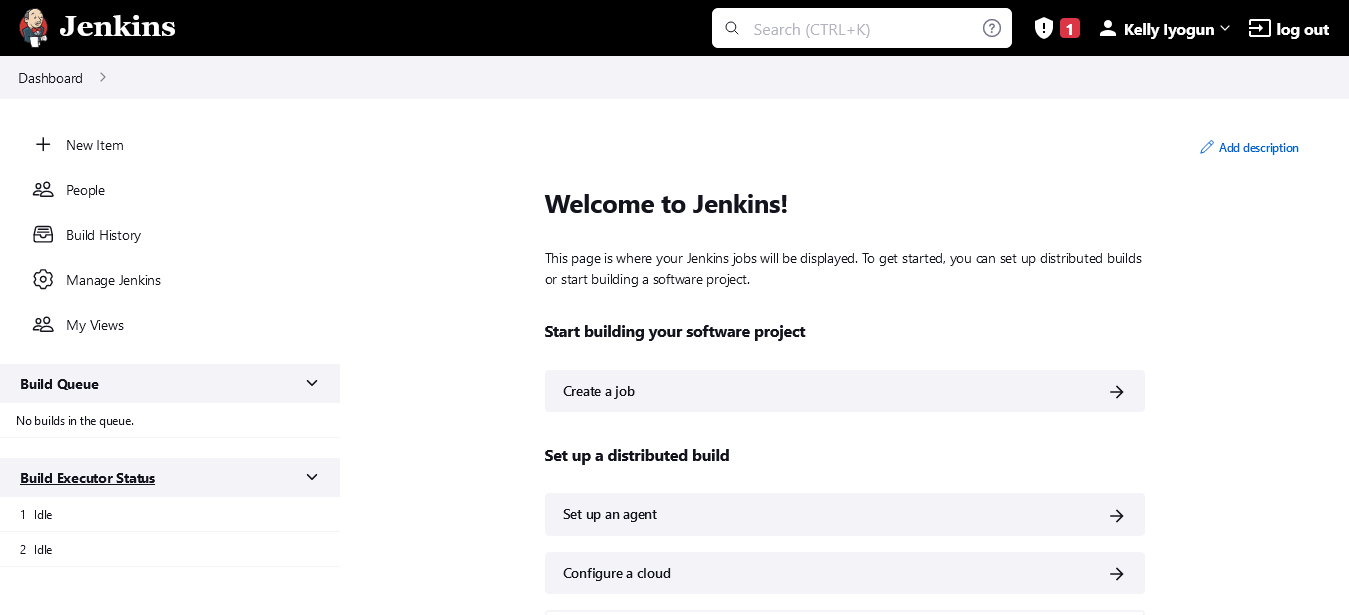 Jenkins
Search (CTRL+K)
1
Kelly Iyogun
log out
Dashboard
New Item
People
Build History
Manage Jenkins
My Views
Build Queue
No builds in the queue.
Build Executor Status
1 Idle
2 Idle
Add description
Welcome to Jenkins!
This page is where your Jenkins jobs will be displayed. To get started, you can set up distributed builds
or start building a software project.
Start building your software project
Create a job
Set up a distributed build
Set up an agent
Configure a cloud